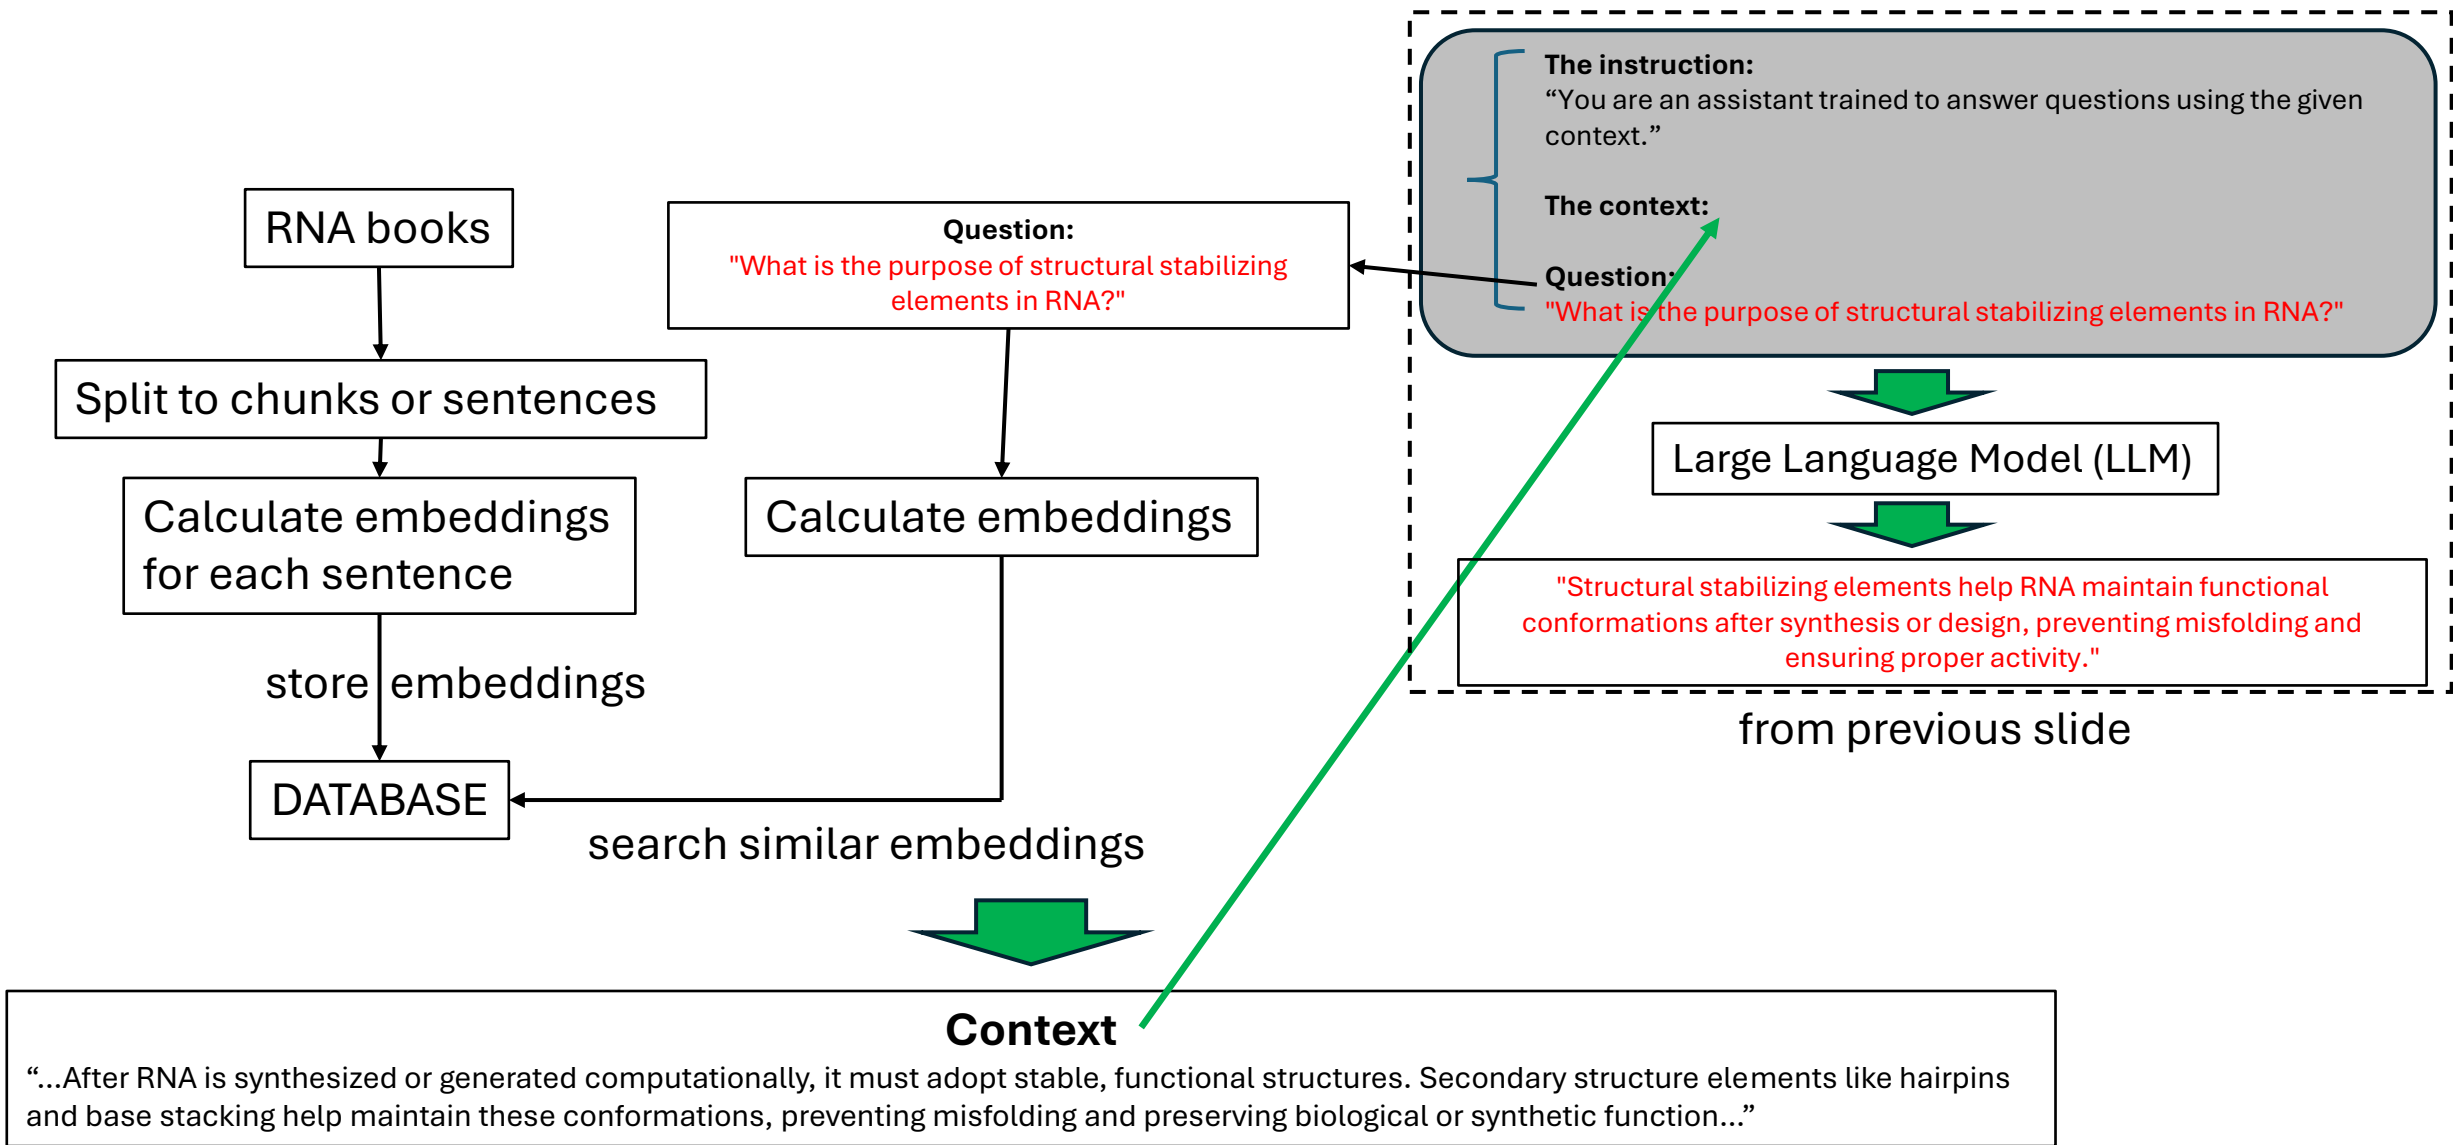 The instruction:
“You are an assistant trained to answer questions using the given
context.”
The context:
Question:
"What is the purpose of structural stabilizing elements in RNA?"
RNA books
Question:
"What is the purpose of structural stabilizing
elements in RNA?"
Split to chunks or sentences
Large Language Model (LLM)
Calculate embeddings
for each sentence
Calculate embeddings
"Structural stabilizing elements help RNA maintain functional
conformations after synthesis or design, preventing misfolding and
ensuring proper activity."
store embeddings
from previous slide
DATABASE
search similar embeddings
Context
“...After RNA is synthesized or generated computationally, it must adopt stable, functional structures. Secondary structure elements like hairpins
and base stacking help maintain these conformations, preventing misfolding and preserving biological or synthetic function...”